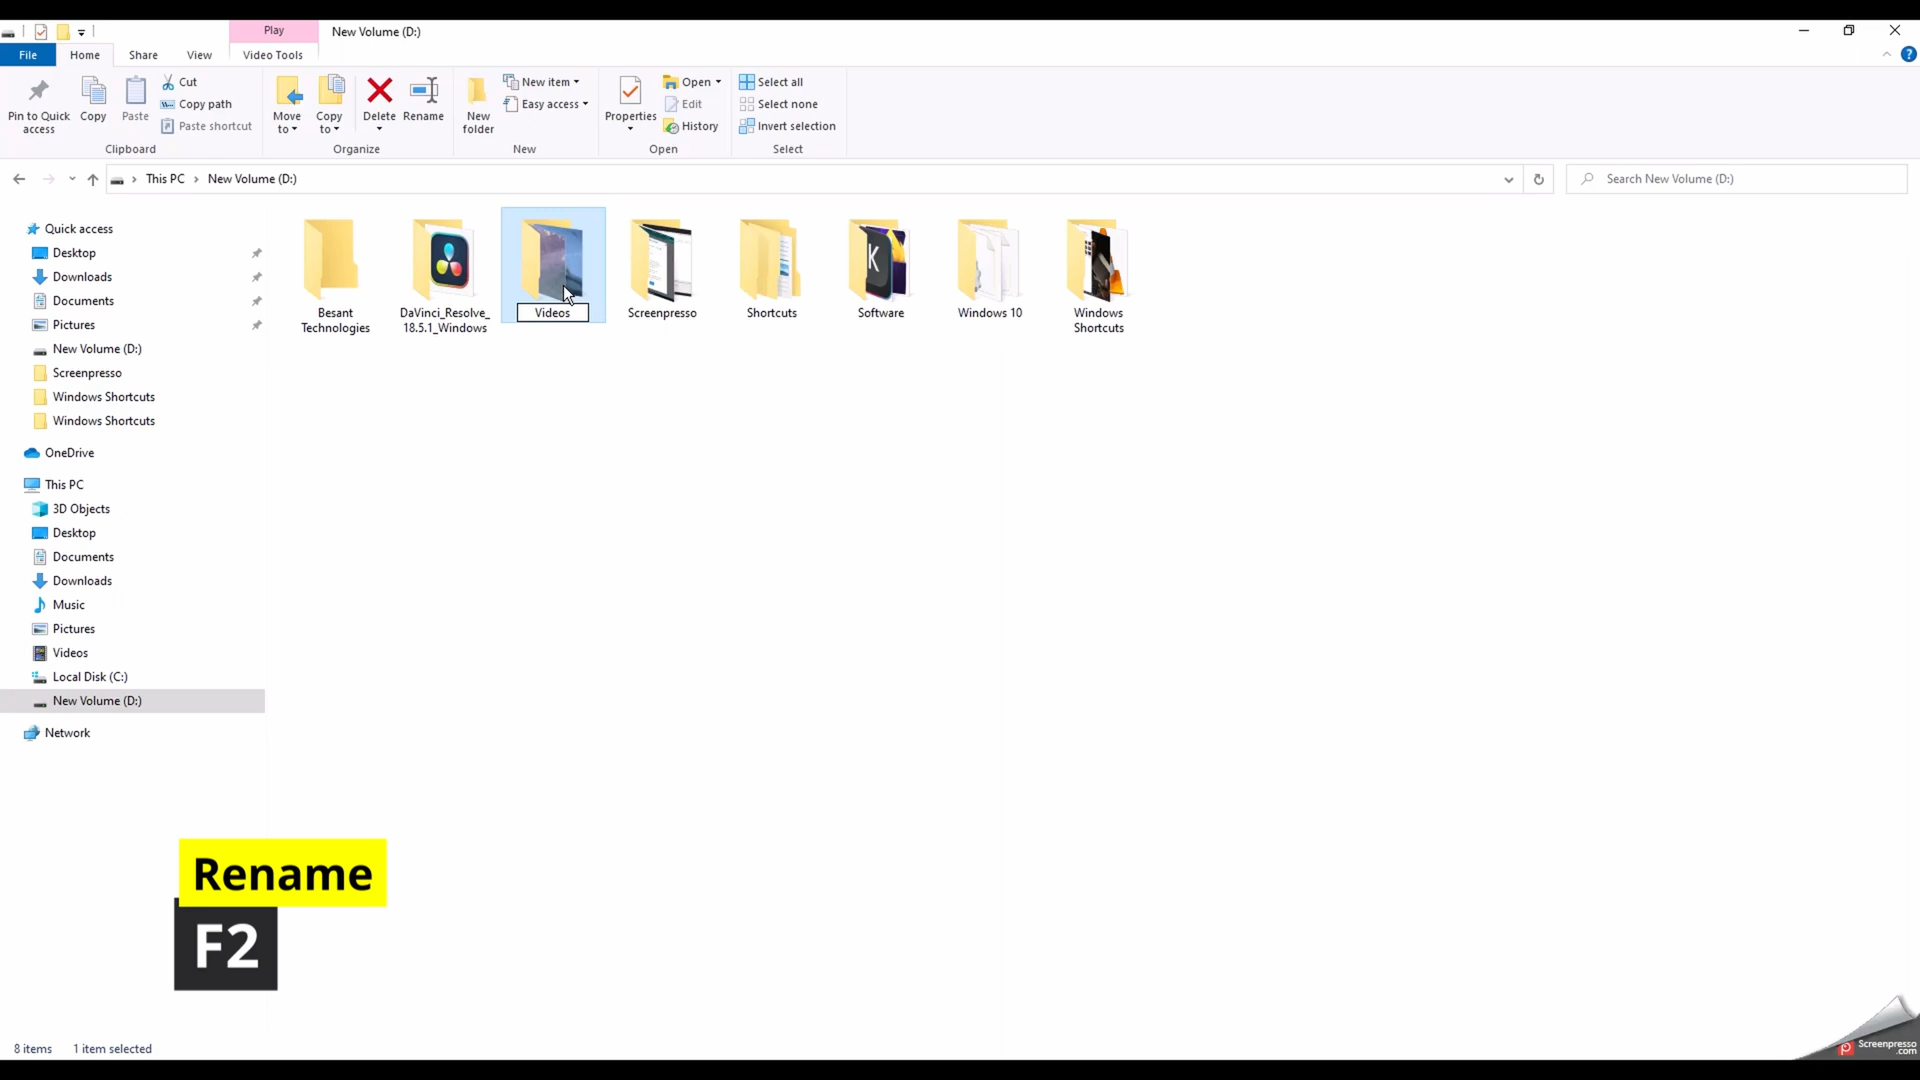 Play
New Volume (D:)
File
Home
Share
View
Video Tools
Pin to Quick
access
Copy
Paste
Cut
Copy path
Paste shortcut
Clipboard
Move
to
Copy
to
Delete
Rename
Organize
New
folder
New item
Easy access
New
Properties
Open
Edit
History
Open
Select all
Select none
Invert selection
Select
This PC
New Volume (D:)
Search New Volume (D:)
Quick access
Desktop
Downloads
Documents
Pictures
New Volume (D:)
Screenpresso
Windows Shortcuts
Windows Shortcuts
OneDrive
This PC
3D Objects
Desktop
Documents
Downloads
Music
Pictures
Videos
Local Disk (C:)
New Volume (D:)
Network
Besant
Technologies
DaVinci_Resolve_
18.5.1_Windows
Videos
Screenpresso
Shortcuts
K
Software
Windows 10
Windows
Shortcuts
Rename
F2
8 items
1 item selected
Screenpresso
.com